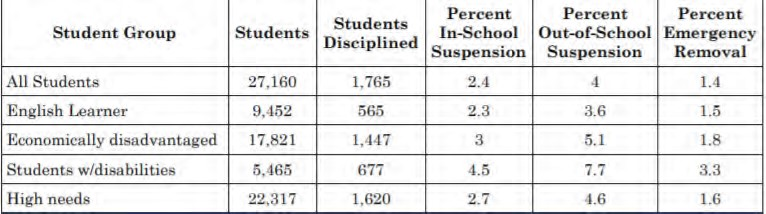 Student Group Students Students Disciplined Percent In-School Suspension Percent Out-of-School Suspension Percent Emergency Removal
All Students 27,160 1,765 2.4 4 1.4
English Learner 9,452 565 2.3 3.6 1.5
Economically disadvantaged 17,821 1,447 3 5.1 1.8
Students w/disabilities 5,465 677 4.5 7.7 3.3
High needs 22,317 1,620 2.7 4.6 1.6